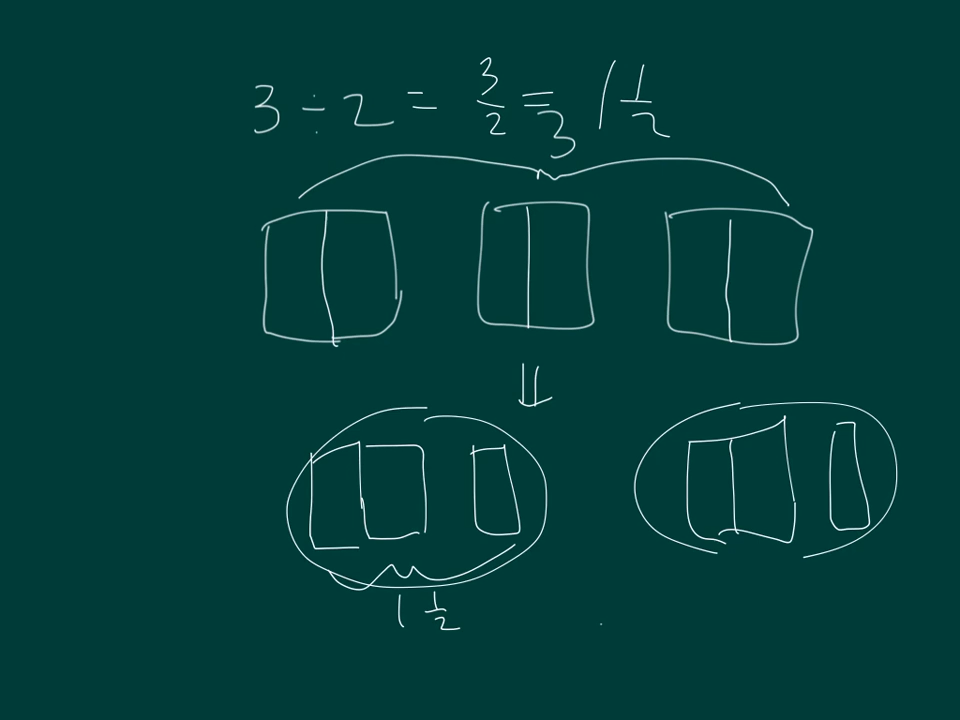 3 ÷ 2 = 3/2 = 1 1/2
3
1 1/2